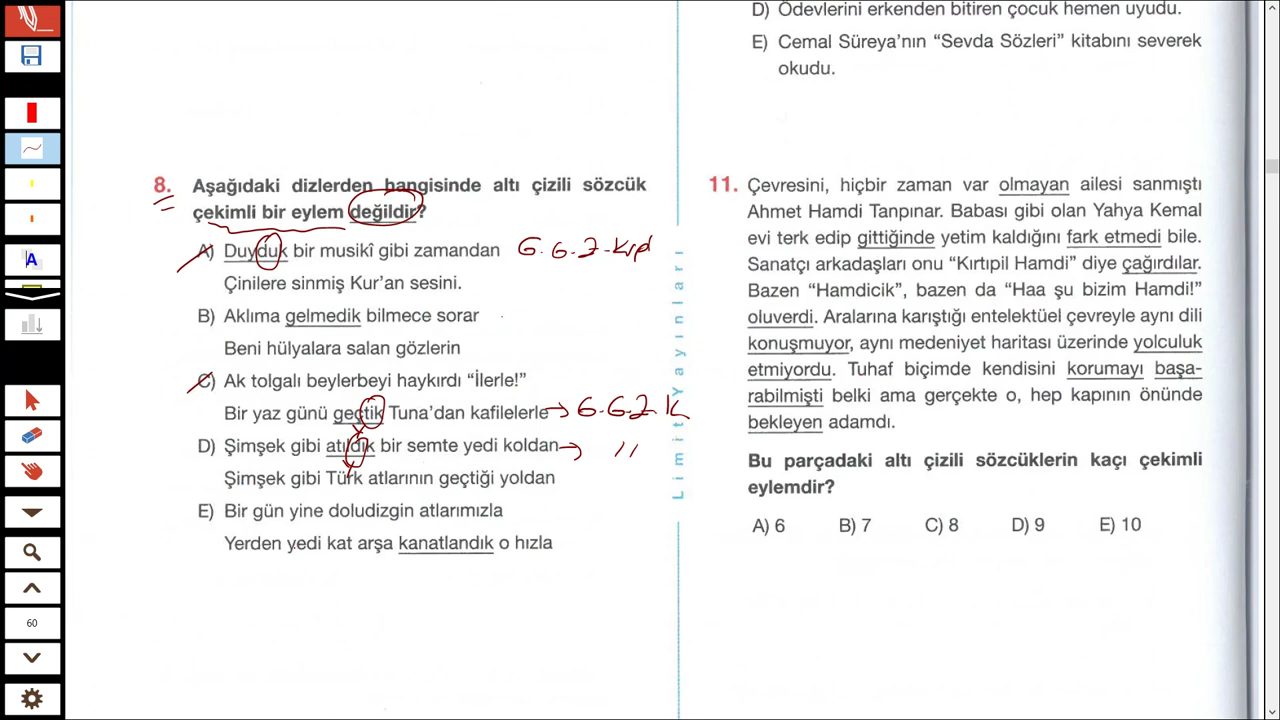 D) Ödevlerini erkenden bitiren çocuk hemen uyudu.
E) Cemal Süreya’nın “Sevda Sözleri” kitabını severek
okudu.
8. Aşağıdaki dizlerden hangisinde altı çizili sözcük
çekimli bir eylem değildir?
A) Duyduk bir musikî gibi zamandan
Çinilere sinmiş Kur’an sesini.
B) Aklıma gelmedik bilmece sorar
Beni hülyalara salan gözlerin
C) Ak tolgalı beylerbeyi haykırdı “İlerle!”
Bir yaz günü geçtik Tuna’dan kafilelerle
D) Şimşek gibi atıldık bir semte yedi koldan
Şimşek gibi Türk atlarının geçtiği yoldan
E) Bir gün yine doludizgin atlarımızla
Yerden yedi kat arşa kanatlandık o hızla
Limit Yayınları
11. Çevresini, hiçbir zaman var olmayan ailesi sanmıştı
Ahmet Hamdi Tanpınar. Babası gibi olan Yahya Kemal
evi terk edip gittiğinde yetim kaldığını fark etmedi bile.
Sanatçı arkadaşları onu “Kırtıpil Hamdi” diye çağırdılar.
Bazen “Hamdicik”, bazen da “Haa şu bizim Hamdi!”
oluverdi. Aralarına karıştığı entelektüel çevreyle aynı dili
konuşmuyor, aynı medeniyet haritası üzerinde yolculuk
etmiyordu. Tuhaf biçimde kendisini korumayı başa-
rabilmişti belki ama gerçekte o, hep kapının önünde
bekleyen adamdı.
Bu parçadaki altı çizili sözcüklerin kaçı çekimli
eylemdir?
A) 6 B) 7 C) 8 D) 9 E) 10
A
60